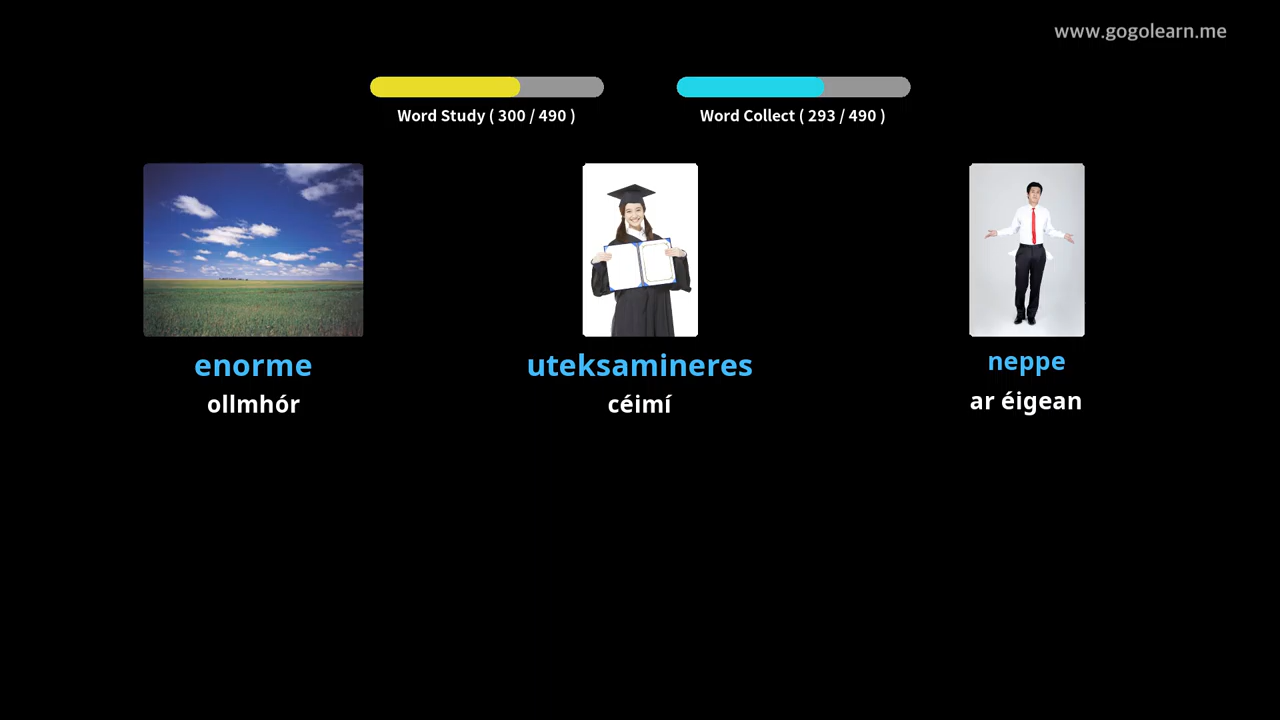 www.gogolearn.me
Word Study ( 300 / 490 )
Word Collect ( 293 / 490 )
enorme
ollmhór
uteksamineres
céimí
neppe
ar éigean